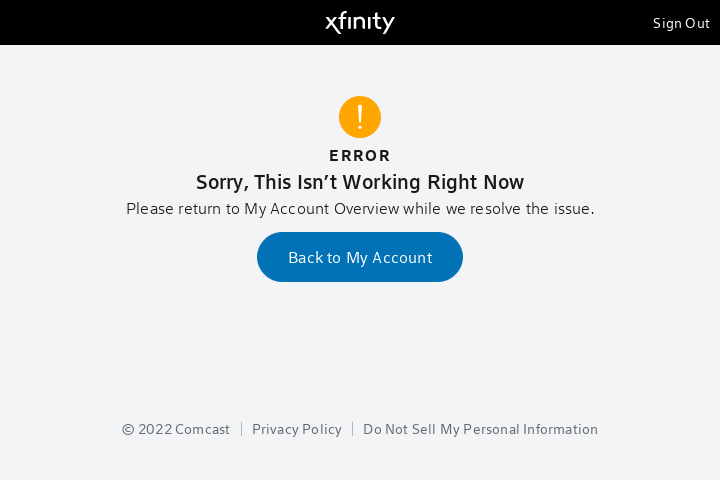 xfinity
Sign Out
!
ERROR
Sorry, This Isn’t Working Right Now
Please return to My Account Overview while we resolve the issue.
Back to My Account
© 2022 Comcast | Privacy Policy | Do Not Sell My Personal Information